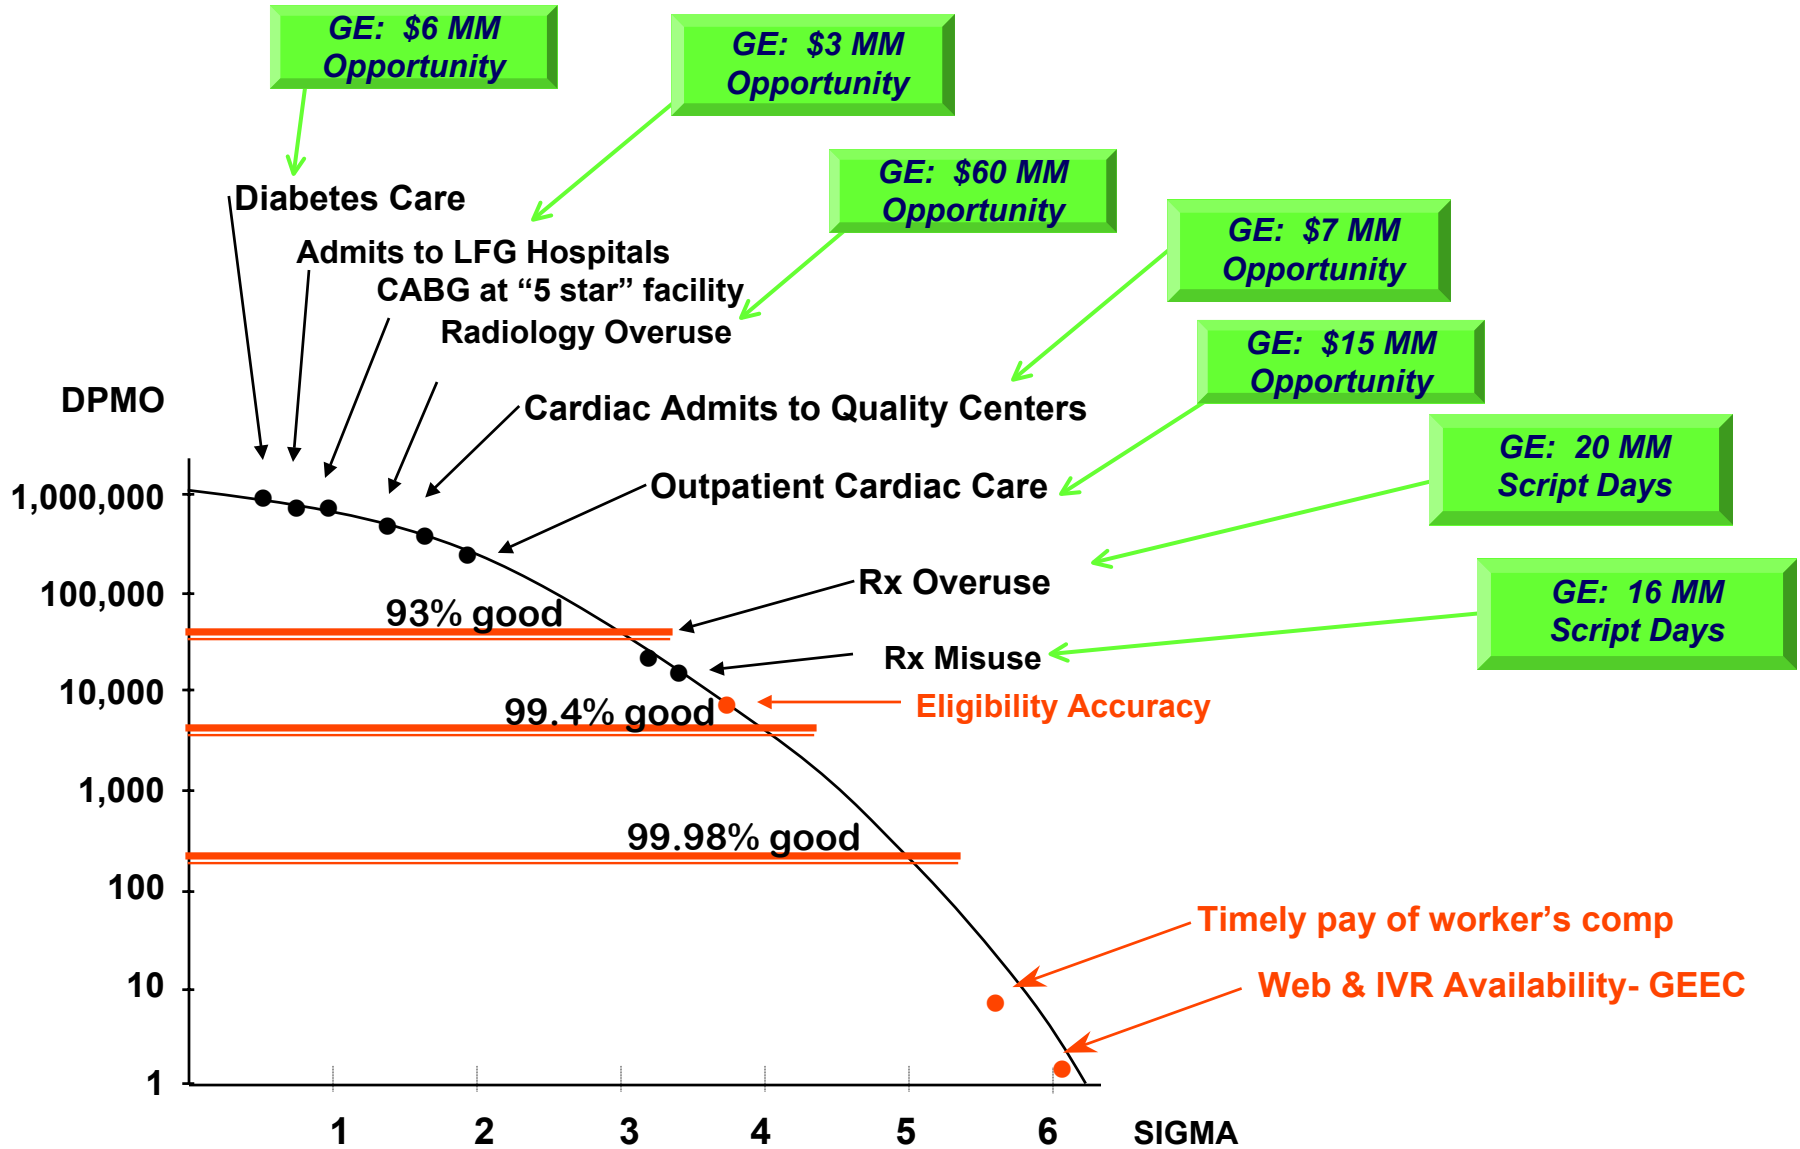 GE: $6 MM
Opportunity
GE: $3 MM
Opportunity
GE: $60 MM
Opportunity
Diabetes Care
GE: $7 MM
Opportunity
Admits to LFG Hospitals
CABG at “5 star” facility
Radiology Overuse
GE: $15 MM
Opportunity
DPMO
Cardiac Admits to Quality Centers
GE: 20 MM
Script Days
Outpatient Cardiac Care
1,000,000
Rx Overuse
GE: 16 MM
Script Days
100,000
93% good
Rx Misuse
10,000
99.4% good
Eligibility Accuracy
1,000
99.98% good
100
Timely pay of worker’s comp
10
Web & IVR Availability- GEEC
1
1 2 3 4 5 6 SIGMA